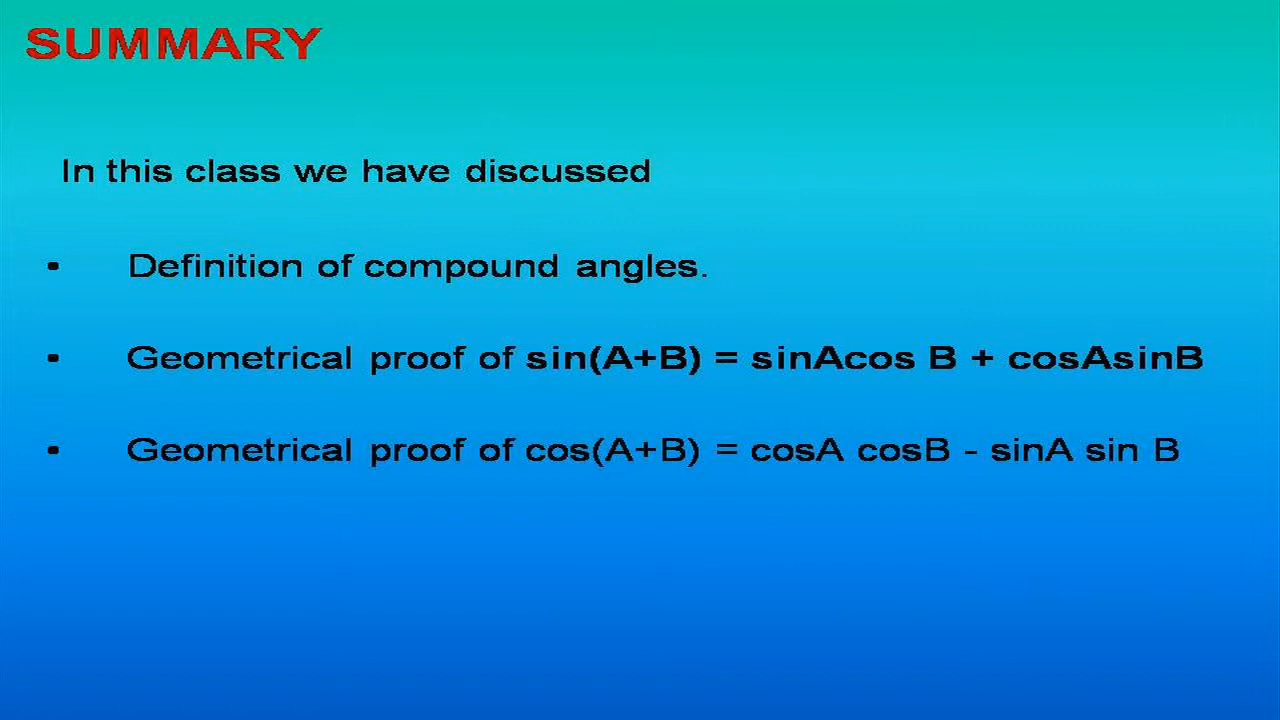 SUMMARY
In this class we have discussed
• Definition of compound angles.
• Geometrical proof of sin(A+B) = sinAcos B + cosAsinB
• Geometrical proof of cos(A+B) = cosA cosB - sinA sin B